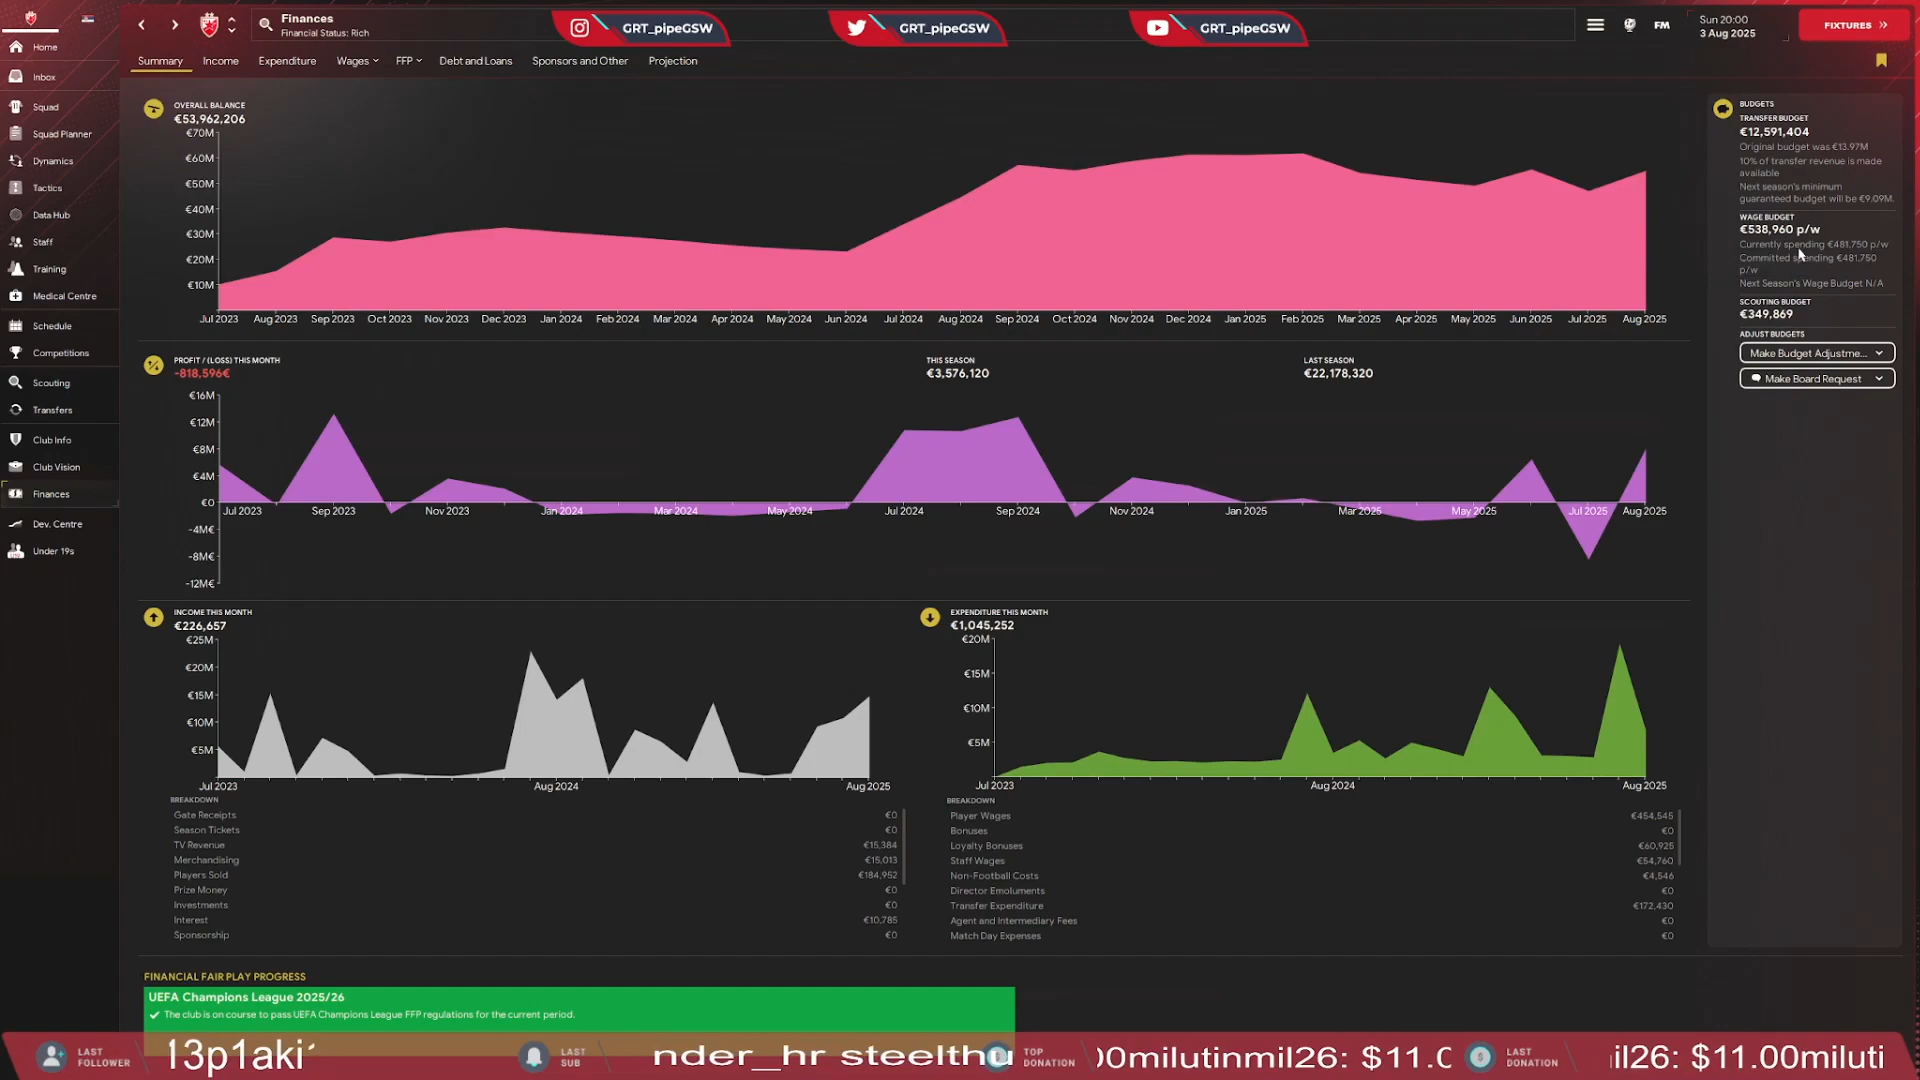 Finances
Financial Status: Rich
GRT_pipeGSW
GRT_pipeGSW
GRT_pipeGSW
FM
Sun 20:00
3 Aug 2025
FIXTURES
Home
Inbox
Squad
Squad Planner
Dynamics
Tactics
Data Hub
Staff
Training
Medical Centre
Schedule
Competitions
Scouting
Transfers
Club Info
Club Vision
Finances
Dev. Centre
Under 19s
Summary
Income
Expenditure
Wages
FFP
Debt and Loans
Sponsors and Other
Projection
OVERALL BALANCE
€53,962,206
€70M
€60M
€50M
€40M
€30M
€20M
€10M
Jul 2023 Aug 2023 Sep 2023 Oct 2023 Nov 2023 Dec 2023 Jan 2024 Feb 2024 Mar 2024 Apr 2024 May 2024 Jun 2024 Jul 2024 Aug 2024 Sep 2024 Oct 2024 Nov 2024 Dec 2024 Jan 2025 Feb 2025 Mar 2025 Apr 2025 May 2025 Jun 2025 Jul 2025 Aug 2025
PROFIT / (LOSS) THIS MONTH
-818,596€
THIS SEASON
€3,576,120
LAST SEASON
€22,178,320
€16M
€12M
€8M
€4M
€0
-4M€
-8M€
-12M€
Jul 2023 Sep 2023 Nov 2023 Jan 2024 Mar 2024 May 2024 Jul 2024 Sep 2024 Nov 2024 Jan 2025 Mar 2025 May 2025 Jul 2025 Aug 2025
INCOME THIS MONTH
€226,657
€25M
€20M
€15M
€10M
€5M
Jul 2023 Aug 2024 Aug 2025
BREAKDOWN
Gate Receipts €0
Season Tickets €0
TV Revenue €15,384
Merchandising €15,013
Players Sold €184,952
Prize Money €0
Investments €0
Interest €10,785
Sponsorship €0
EXPENDITURE THIS MONTH
€1,045,252
€20M
€15M
€10M
€5M
Jul 2023 Aug 2024 Aug 2025
BREAKDOWN
Player Wages €454,545
Bonuses €0
Loyalty Bonuses €60,925
Staff Wages €54,760
Non-Football Costs €4,546
Director Emoluments €0
Transfer Expenditure €172,430
Agent and Intermediary Fees €0
Match Day Expenses €0
BUDGETS
TRANSFER BUDGET
€12,591,404
Original budget was €13.97M
10% of transfer revenue is made
available
Next season's minimum
guaranteed budget will be €9.09M.
WAGE BUDGET
€538,960 p/w
Currently spending €481,750 p/w
Committed spending €481,750
p/w
Next Season's Wage Budget N/A
SCOUTING BUDGET
€349,869
ADJUST BUDGETS
Make Budget Adjustme...
Make Board Request
FINANCIAL FAIR PLAY PROGRESS
UEFA Champions League 2025/26
The club is on course to pass UEFA Champions League FFP regulations for the current period.
LAST
FOLLOWER
13p1aki
LAST
SUB
nder__hr steelthu
TOP
DONATION
00milutinmil26: $11.0
LAST
DONATION
il26: $11.00miluti